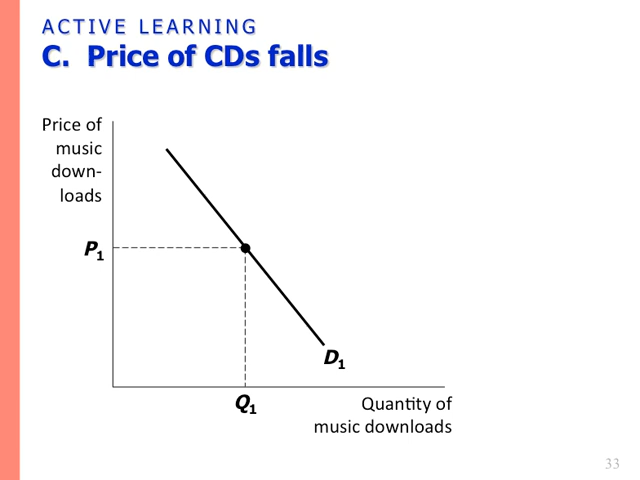 ACTIVE LEARNING
C. Price of CDs falls
Price of
music
down-
loads
P1
D1
Q1
Quantity of
music downloads
33